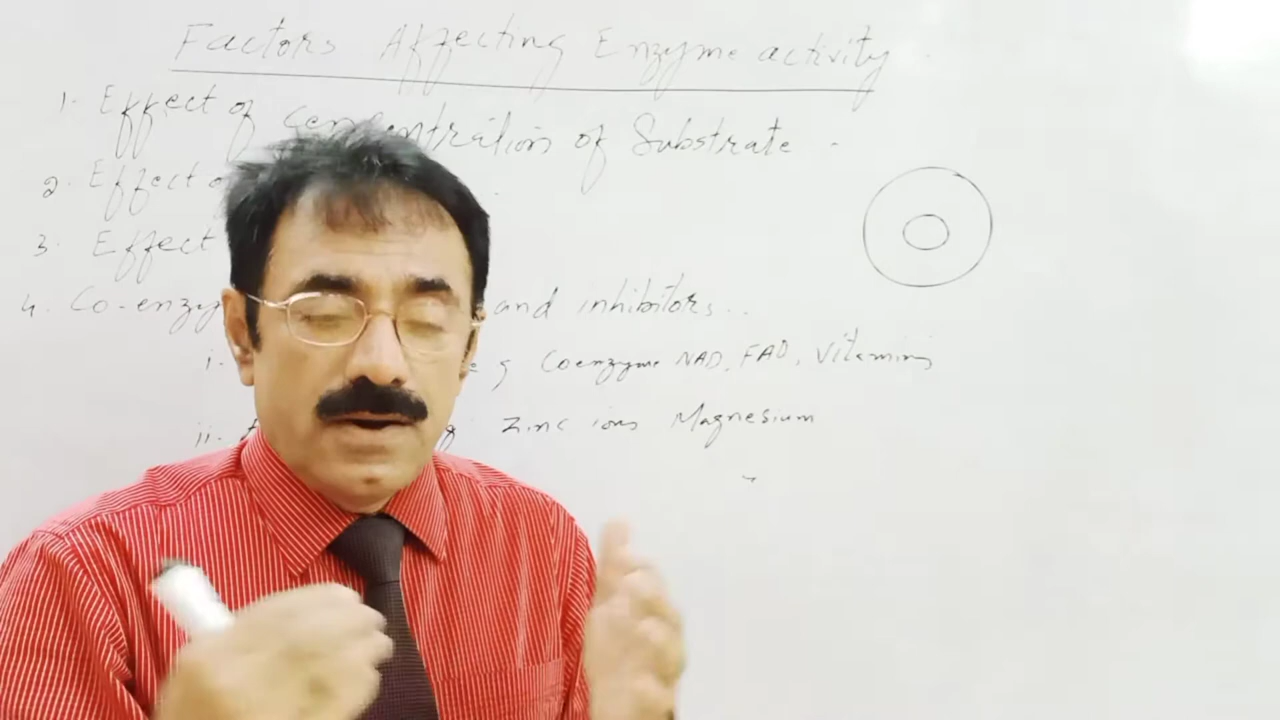 Factors Affecting Enzyme activity.
1. Effect of concentration of Substrate.
2. Effect
3. Effect
4. Co-enzy and inhibitors..
i. e g Coenzyme NAD, FAD, Vitamins
ii. g Zinc ions Magnesium